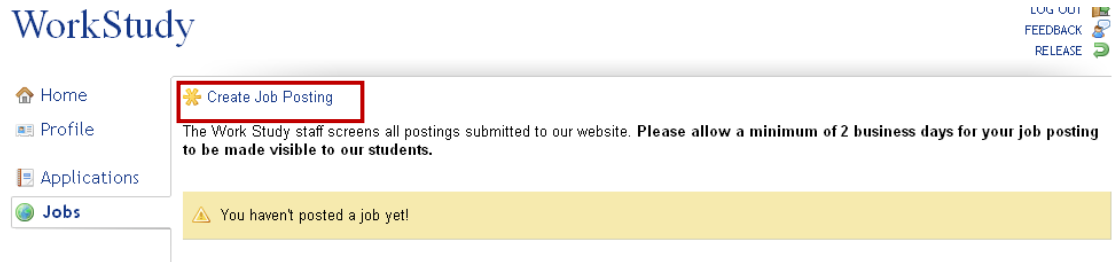 WorkStudy
LOG OUT
FEEDBACK
RELEASE
Home
Profile
Applications
Jobs
Create Job Posting
The Work Study staff screens all postings submitted to our website. Please allow a minimum of 2 business days for your job posting
to be made visible to our students.
You haven't posted a job yet!